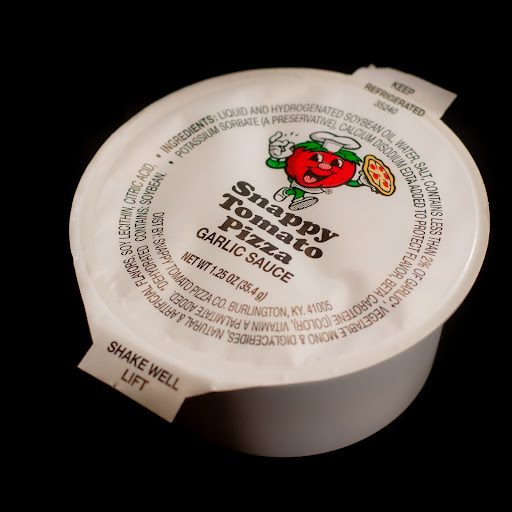 KEEP
REFRIGERATED
35240
• INGREDIENTS: LIQUID AND HYDROGENATED SOYBEAN OIL, WATER, SALT, CONTAINS LESS THAN 2% OF GARLIC*, VEGETABLE MONO & DIGLYCERIDES, NATURAL & ARTIFICIAL FLAVORS, SOY LECITHIN, CITRIC ACID,
• POTASSIUM SORBATE (A PRESERVATIVE), CALCIUM DISODIUM EDTA ADDED TO PROTECT FLAVOR, BETA CAROTENE (COLOR), VITAMIN A PALMITATE ADDED. *DEHYDRATED. CONTAINS: SOYBEAN.
Snappy
Tomato
Pizza
GARLIC SAUCE
NET WT 1.25 OZ (35.4 g)
DIST BY: SNAPPY TOMATO PIZZA CO. BURLINGTON, KY. 41005
SHAKE WELL
LIFT